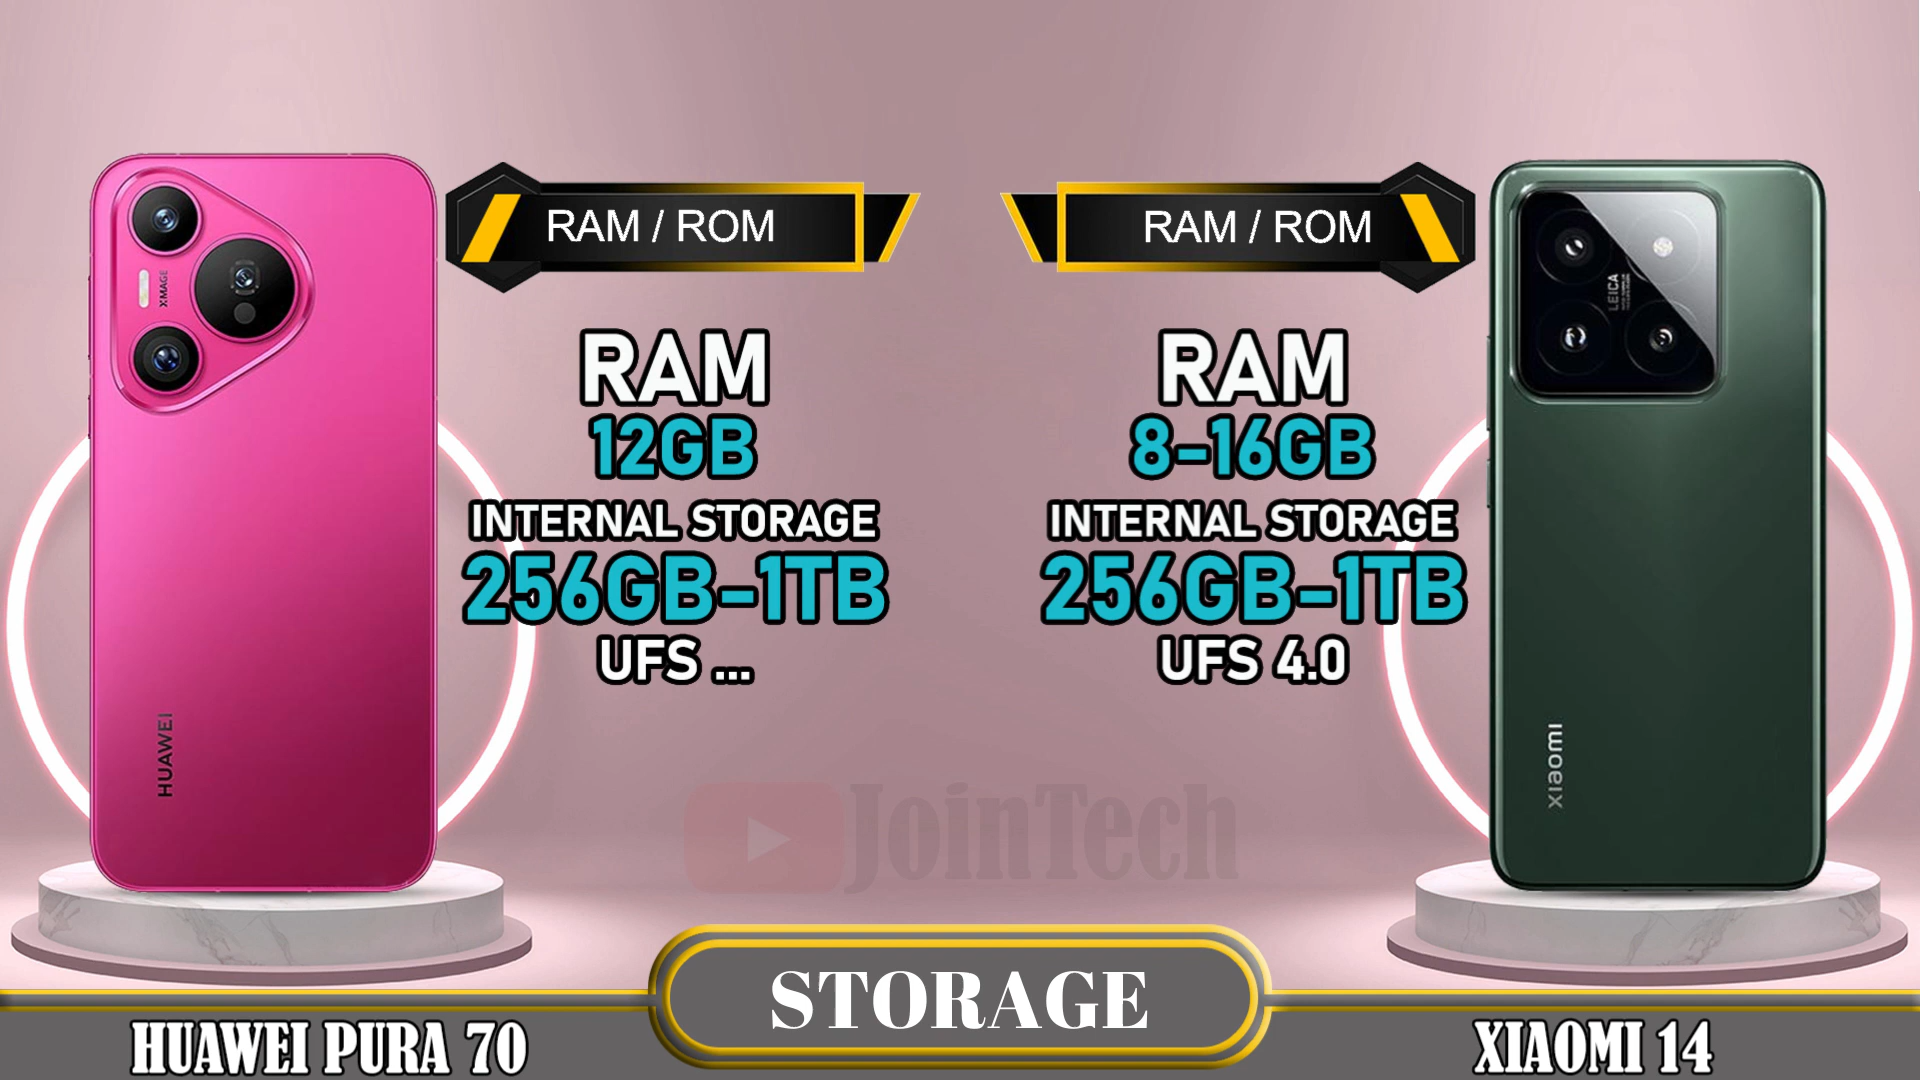 RAM / ROM
RAM
12GB
INTERNAL STORAGE
256GB-1TB
UFS ...
XMAGE
HUAWEI
RAM / ROM
RAM
8-16GB
INTERNAL STORAGE
256GB-1TB
UFS 4.0
LEICA
xiaomi
JoinTech
STORAGE
HUAWEI PURA 70
XIAOMI 14